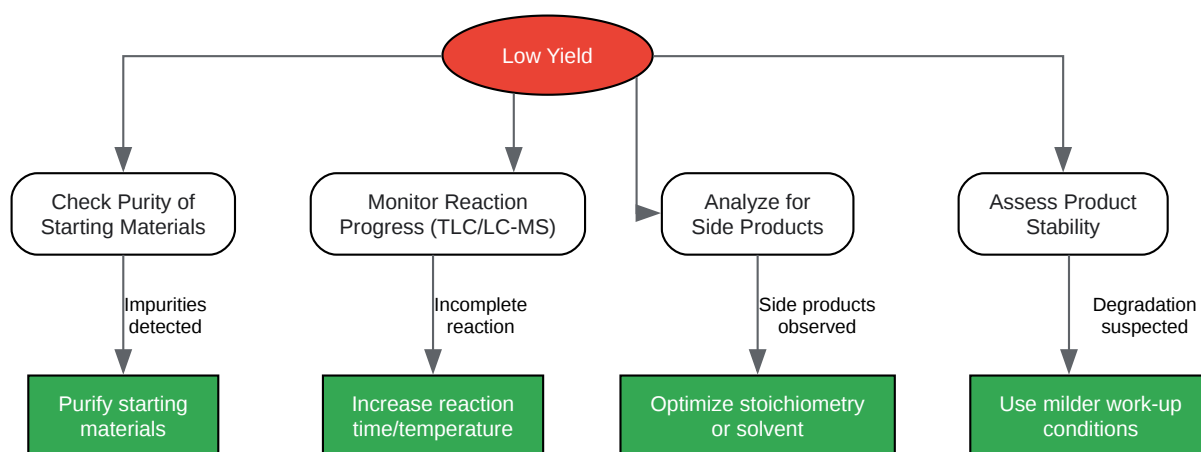 Low Yield
Check Purity of
Starting Materials
Monitor Reaction
Progress (TLC/LC-MS)
Analyze for
Side Products
Assess Product
Stability
Impurities
detected
Incomplete
reaction
Side products
observed
Degradation
suspected
Purify starting
materials
Increase reaction
time/temperature
Optimize stoichiometry
or solvent
Use milder work-up
conditions